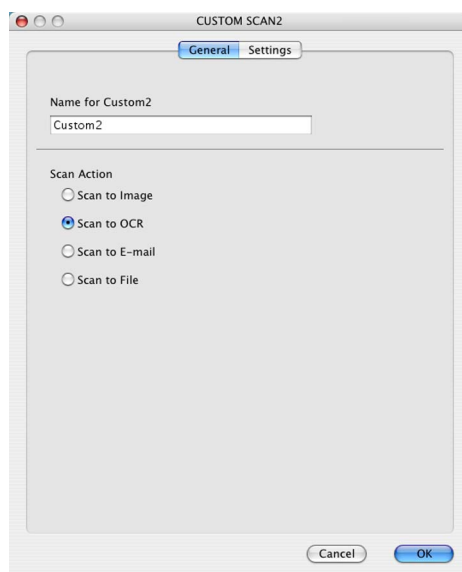 CUSTOM SCAN2
General Settings
Name for Custom2
Custom2
Scan Action
Scan to Image
Scan to OCR
Scan to E-mail
Scan to File
Cancel OK